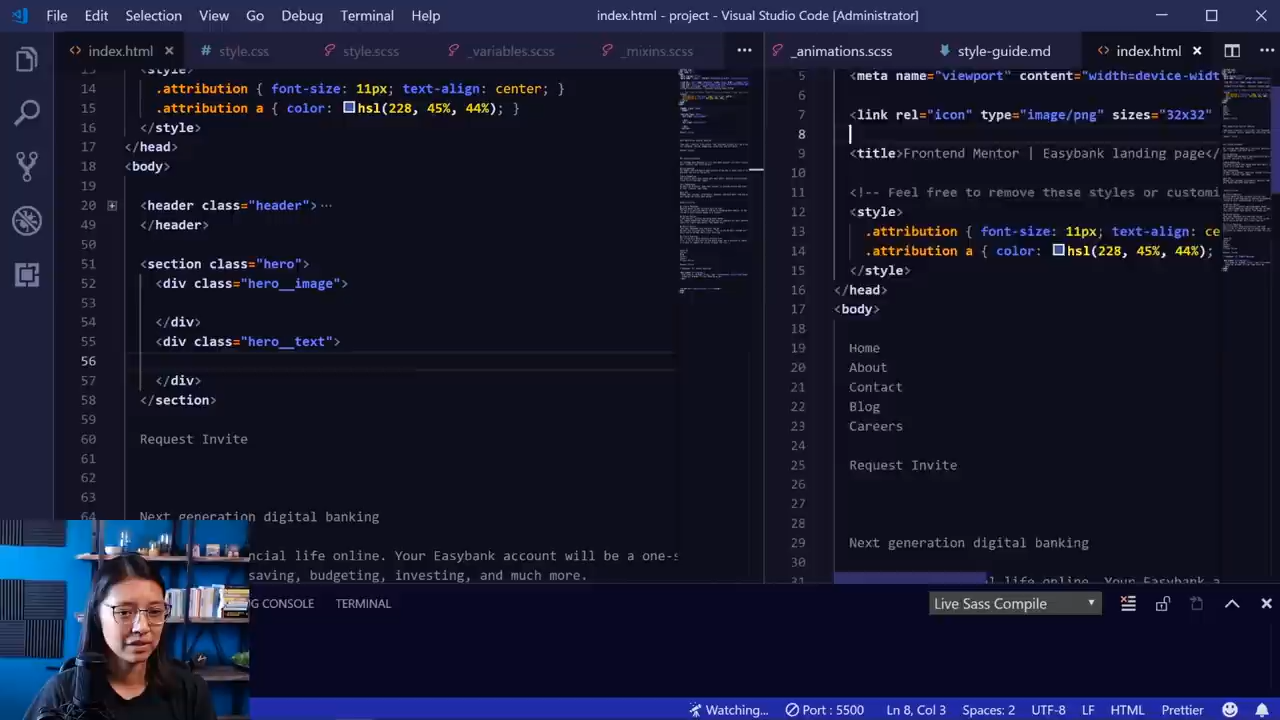 File Edit Selection View Go Debug Terminal Help
index.html - project - Visual Studio Code [Administrator]
index.html
style.css
style.scss
_variables.scss
_mixins.scss
13 <style>
14 .attribution { font-size: 11px; text-align: center; }
15 .attribution a { color: hsl(228, 45%, 44%); }
16 </style>
17 </head>
18 <body>
19
20 <header class="header">
49 </header>
50
51 <section class="hero">
52 <div class="hero__image">
53
54 </div>
55 <div class="hero__text">
56
57 </div>
58 </section>
59
60 Request Invite
61
62
63
64 Next generation digital banking
ncial life online. Your Easybank account will be a one-s
saving, budgeting, investing, and much more.
_animations.scss
style-guide.md
index.html
5 <meta name="viewport" content="width=device-widt
6
7 <link rel="icon" type="image/png" sizes="32x32"
8
9 <title>Frontend Mentor | Easybank landing page</
10
11 <!-- Feel free to remove these styles or customi
12 <style>
13 .attribution { font-size: 11px; text-align: ce
14 .attribution a { color: hsl(228, 45%, 44%);
15 </style>
16 </head>
17 <body>
18
19 Home
20 About
21 Contact
22 Blog
23 Careers
24
25 Request Invite
26
27
28
29 Next generation digital banking
30
31 l life online. Your Easybank a
G CONSOLE TERMINAL
Live Sass Compile
Watching... Port : 5500 Ln 8, Col 3 Spaces: 2 UTF-8 LF HTML Prettier